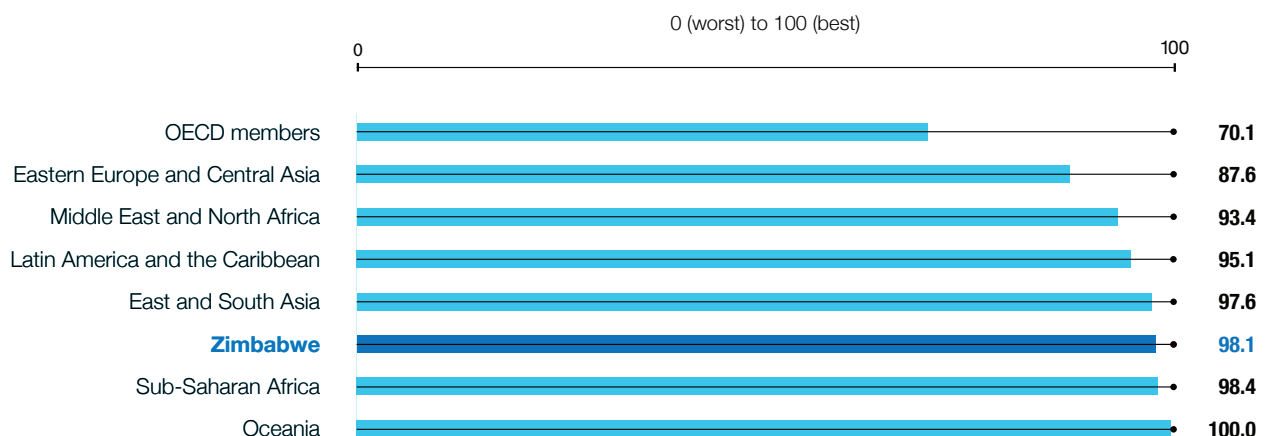 0 (worst) to 100 (best)
0 100
OECD members 70.1
Eastern Europe and Central Asia 87.6
Middle East and North Africa 93.4
Latin America and the Caribbean 95.1
East and South Asia 97.6
Zimbabwe 98.1
Sub-Saharan Africa 98.4
Oceania 100.0